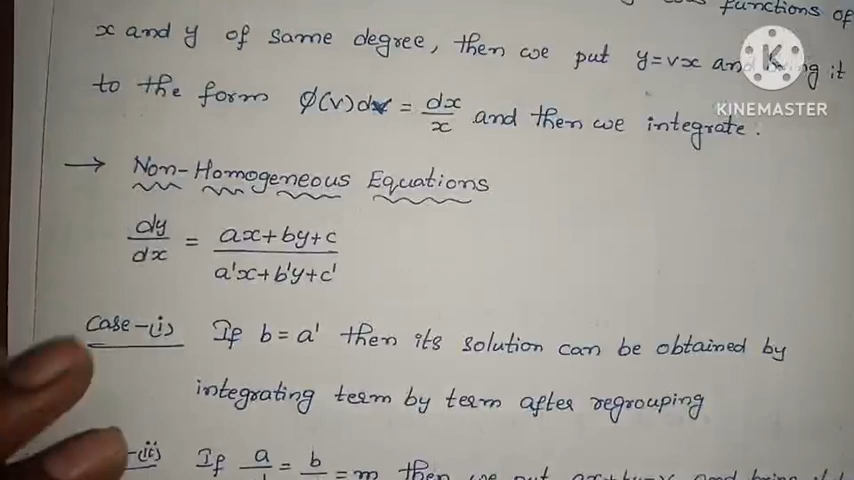 functions of
x and y of same degree, then we put y=vx and it
to the form φ(v)dv = dx/x and then we integrate.
→ Non-Homogeneous Equations
dy/dx = ax+by+c / a'x+b'y+c'
Case-(i) If b=a' then its solution can be obtained by
integrating term by term after regrouping
-(ii) If a = b = m then we put
K
KINEMASTER